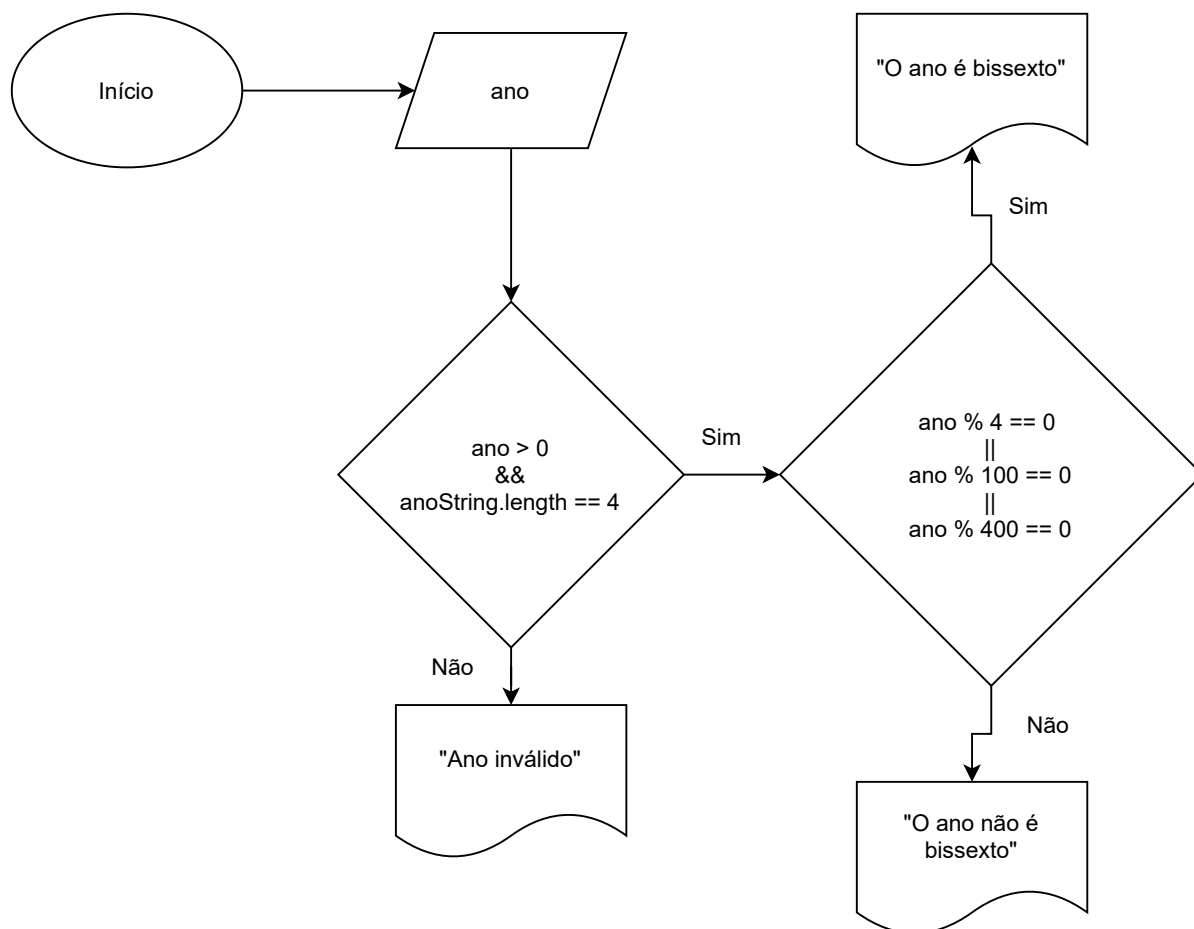 Início
ano
"O ano é bissexto"
Sim
ano > 0
&&
anoString.length == 4
Sim
ano % 4 == 0
||
ano % 100 == 0
||
ano % 400 == 0
Não
"Ano inválido"
Não
"O ano não é
bissexto"